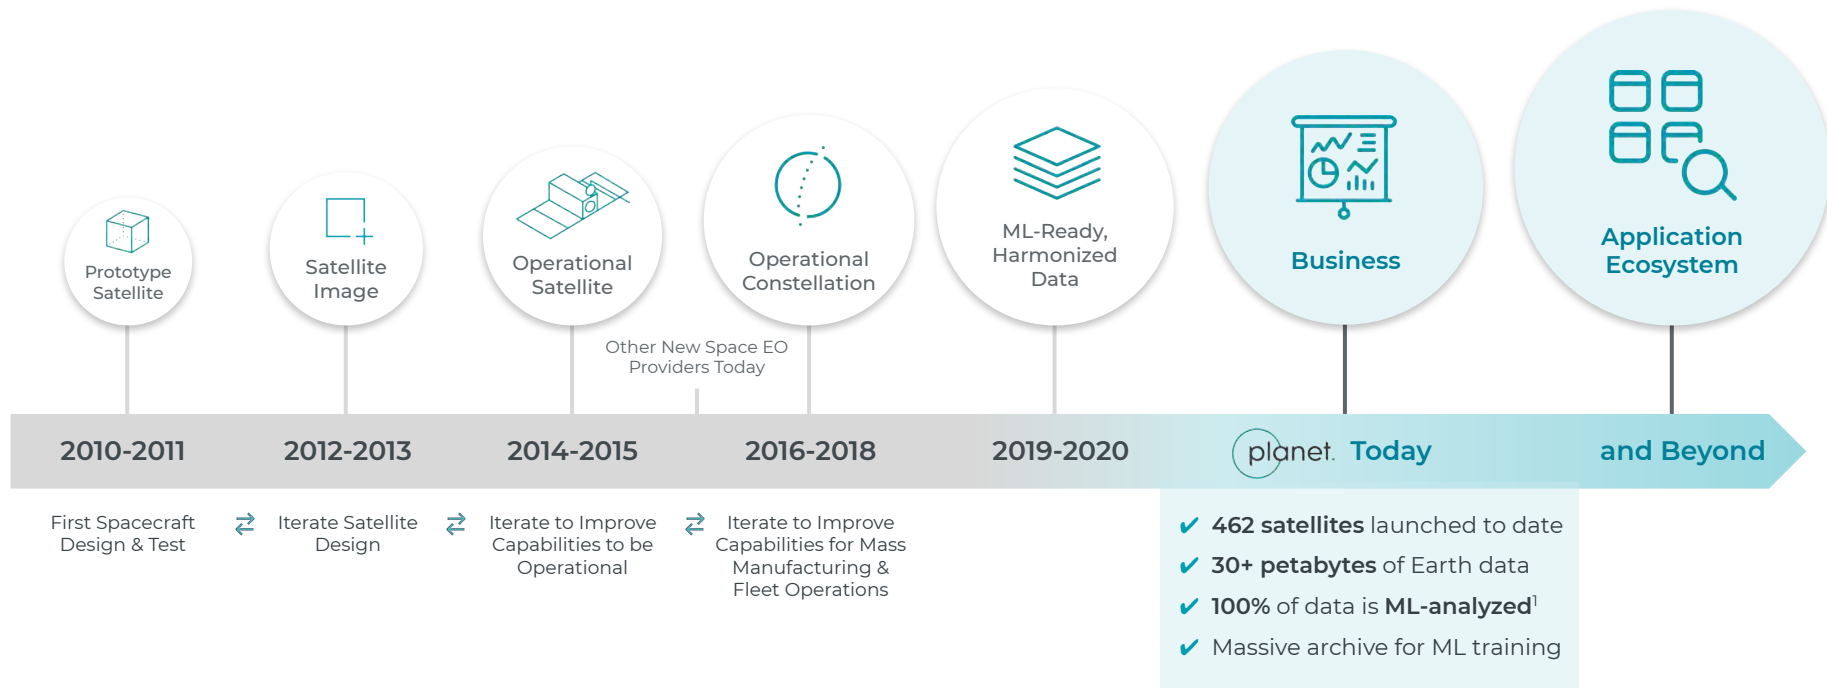 Prototype
Satellite
Satellite
Image
Operational
Satellite
Operational
Constellation
ML-Ready,
Harmonized
Data
Business
Application
Ecosystem
Other New Space EO
Providers Today
2010-2011
2012-2013
2014-2015
2016-2018
2019-2020
planet. Today
and Beyond
First Spacecraft
Design & Test
Iterate Satellite
Design
Iterate to Improve
Capabilities to be
Operational
Iterate to Improve
Capabilities for Mass
Manufacturing &
Fleet Operations
✔ 462 satellites launched to date
✔ 30+ petabytes of Earth data
✔ 100% of data is ML-analyzed¹
✔ Massive archive for ML training